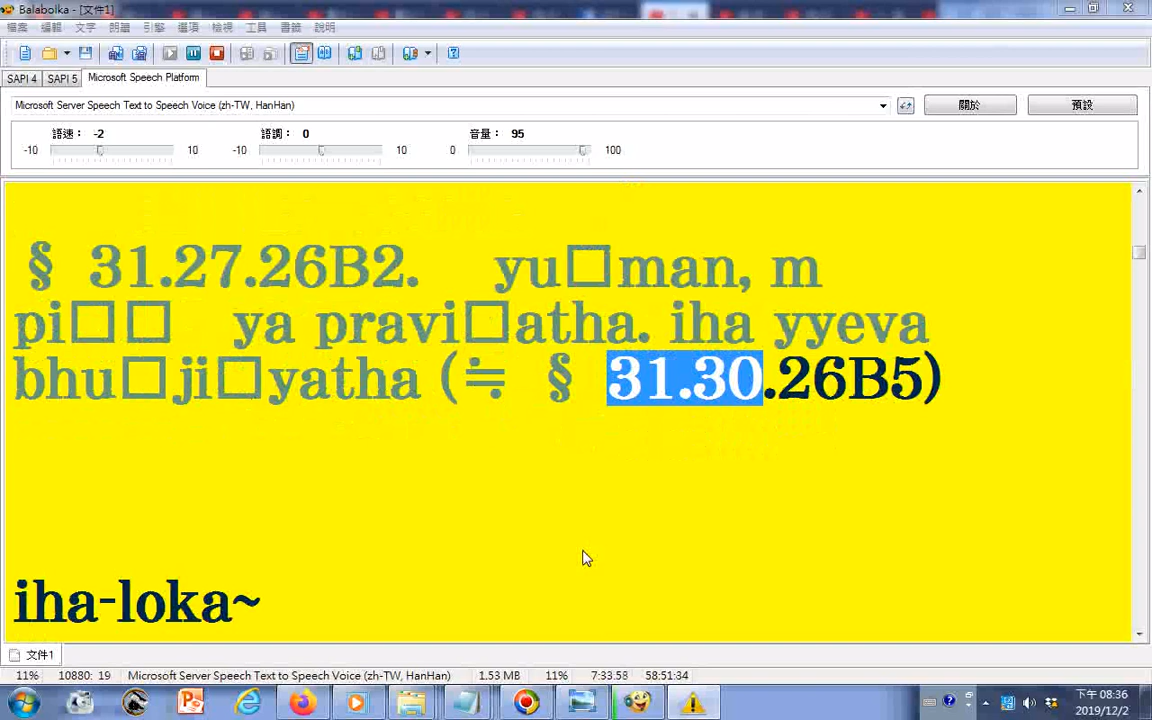 Balabolka - [文件1]
檔案 編輯 文字 朗讀 引擎 選項 檢視 工具 書籤 說明
SAPI 4 SAPI 5 Microsoft Speech Platform
Microsoft Server Speech Text to Speech Voice (zh-TW, HanHan) 關於 預設
語速： -2 語調： 0 音量： 95
-10 10 -10 10 0 100
§ 31.27.26B2. yu□man, m
pi□□ ya pravi□atha. iha yyeva
bhu□ji□yatha (≒ § 31.30.26B5)
iha-loka~
文件1
11% 10880: 19 Microsoft Server Speech Text to Speech Voice (zh-TW, HanHan) 1.53 MB 11% 7:33:58 58:51:34
下午 08:36
2019/12/2